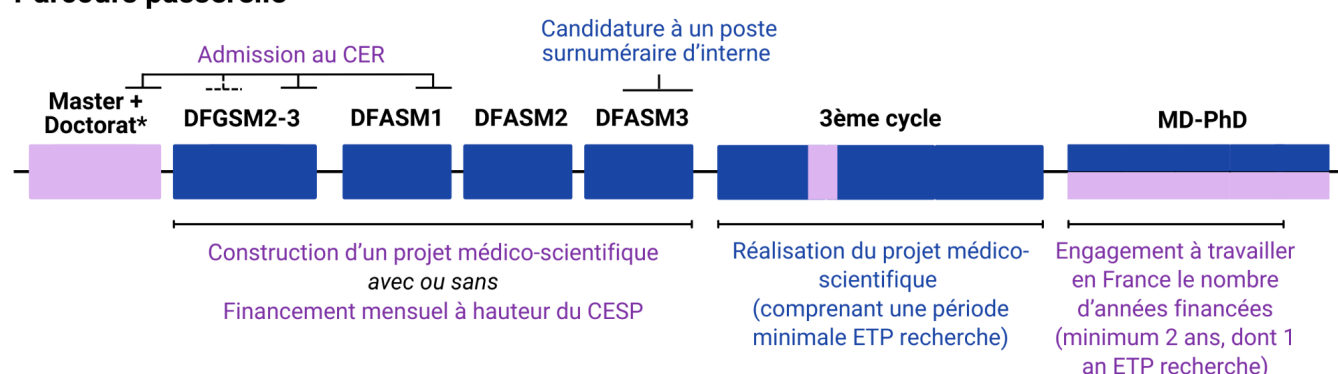 Parcours passerelle
Candidature à un poste
surnuméraire d'interne
Admission au CER
Master +
Doctorat*
DFGSM2-3
DFASM1
DFASM2
DFASM3
3ème cycle
MD-PhD
Construction d'un projet médico-scientifique
avec ou sans
Financement mensuel à hauteur du CESP
Réalisation du projet médico-
scientifique
(comprenant une période
minimale ETP recherche)
Engagement à travailler
en France le nombre
d'années financées
(minimum 2 ans, dont 1
an ETP recherche)